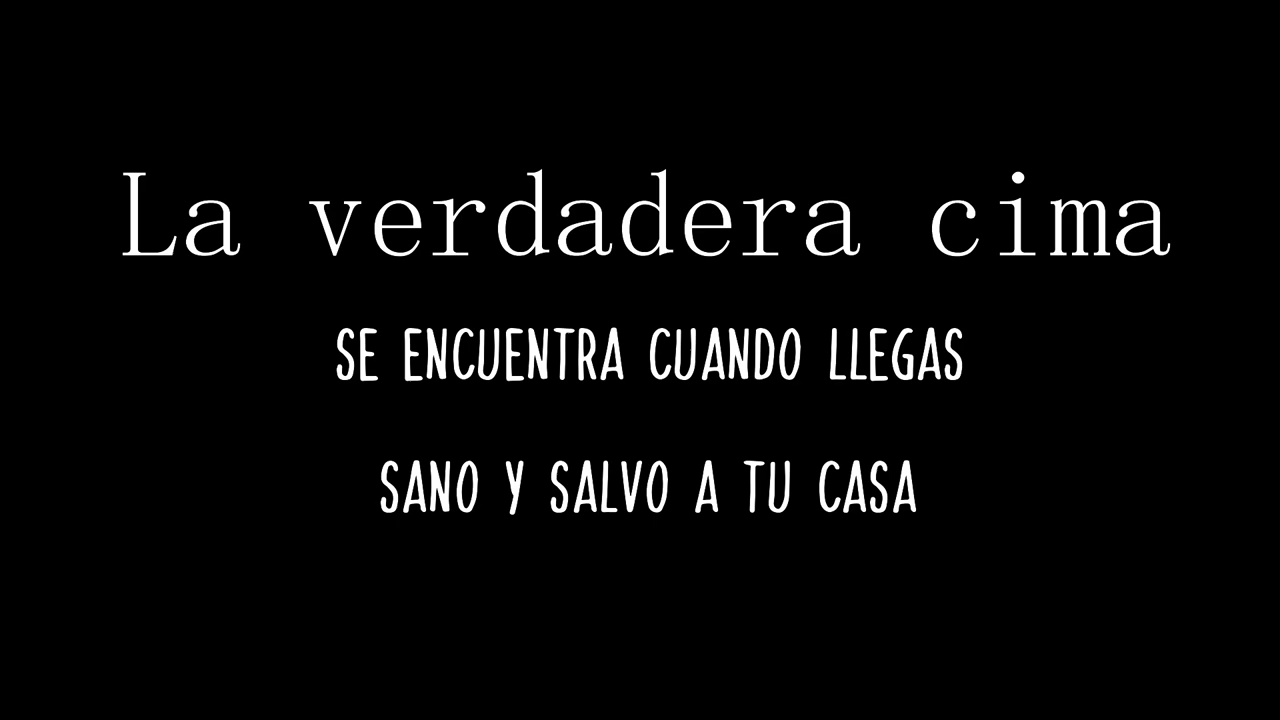 La verdadera cima
SE ENCUENTRA CUANDO LLEGAS
SANO Y SALVO A TU CASA